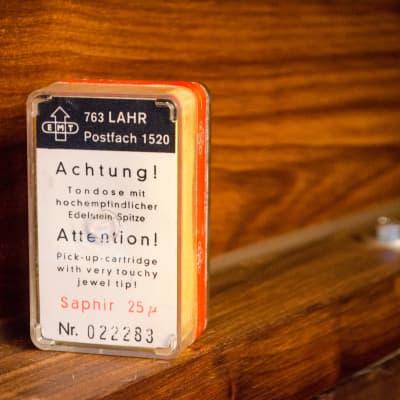 EMT
763 LAHR
Postfach 1520
Achtung!
Tondose mit
hochempfindlicher
Edelstein-Spitze
Attention!
Pick-up-cartridge
with very touchy
jewel tip!
Saphir 25 µ
Nr. 022283